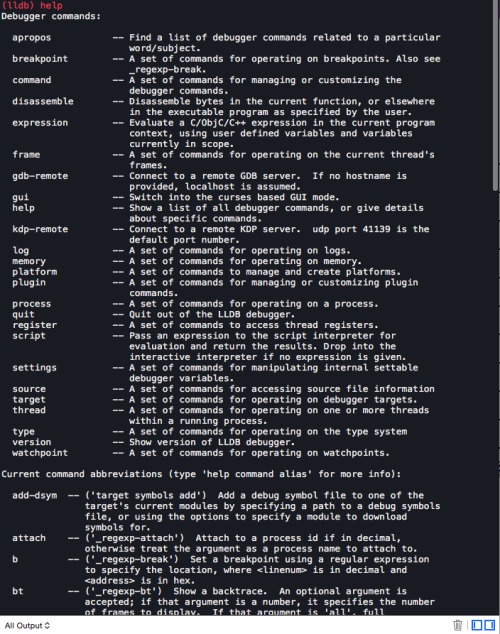 (lldb) help
Debugger commands:
apropos -- Find a list of debugger commands related to a particular
word/subject.
breakpoint -- A set of commands for operating on breakpoints. Also see
_regexp-break.
command -- A set of commands for managing or customizing the
debugger commands.
disassemble -- Disassemble bytes in the current function, or elsewhere
in the executable program as specified by the user.
expression -- Evaluate a C/ObjC/C++ expression in the current program
context, using user defined variables and variables
currently in scope.
frame -- A set of commands for operating on the current thread's
frames.
gdb-remote -- Connect to a remote GDB server.  If no hostname is
provided, localhost is assumed.
gui -- Switch into the curses based GUI mode.
help -- Show a list of all debugger commands, or give details
about specific commands.
kdp-remote -- Connect to a remote KDP server.  udp port 41139 is the
default port number.
log -- A set of commands for operating on logs.
memory -- A set of commands for operating on memory.
platform -- A set of commands to manage and create platforms.
plugin -- A set of commands for managing or customizing plugin
commands.
process -- A set of commands for operating on a process.
quit -- Quit out of the LLDB debugger.
register -- A set of commands to access thread registers.
script -- Pass an expression to the script interpreter for
evaluation and return the results. Drop into the
interactive interpreter if no expression is given.
settings -- A set of commands for manipulating internal settable
debugger variables.
source -- A set of commands for accessing source file information
target -- A set of commands for operating on debugger targets.
thread -- A set of commands for operating on one or more threads
within a running process.
type -- A set of commands for operating on the type system
version -- Show version of LLDB debugger.
watchpoint -- A set of commands for operating on watchpoints.
Current command abbreviations (type 'help command alias' for more info):
add-dsym -- ('target symbols add')  Add a debug symbol file to one of the
target's current modules by specifying a path to a debug symbols
file, or using the options to specify a module to download
symbols for.
attach -- ('_regexp-attach')  Attach to a process id if in decimal,
otherwise treat the argument as a process name to attach to.
b -- ('_regexp-break')  Set a breakpoint using a regular expression
to specify the location, where <linenum> is in decimal and
<address> is in hex.
bt -- ('_regexp-bt')  Show a backtrace.  An optional argument is
accepted; if that argument is a number, it specifies the number
of frames to display.  If that argument is 'all', full
All Output